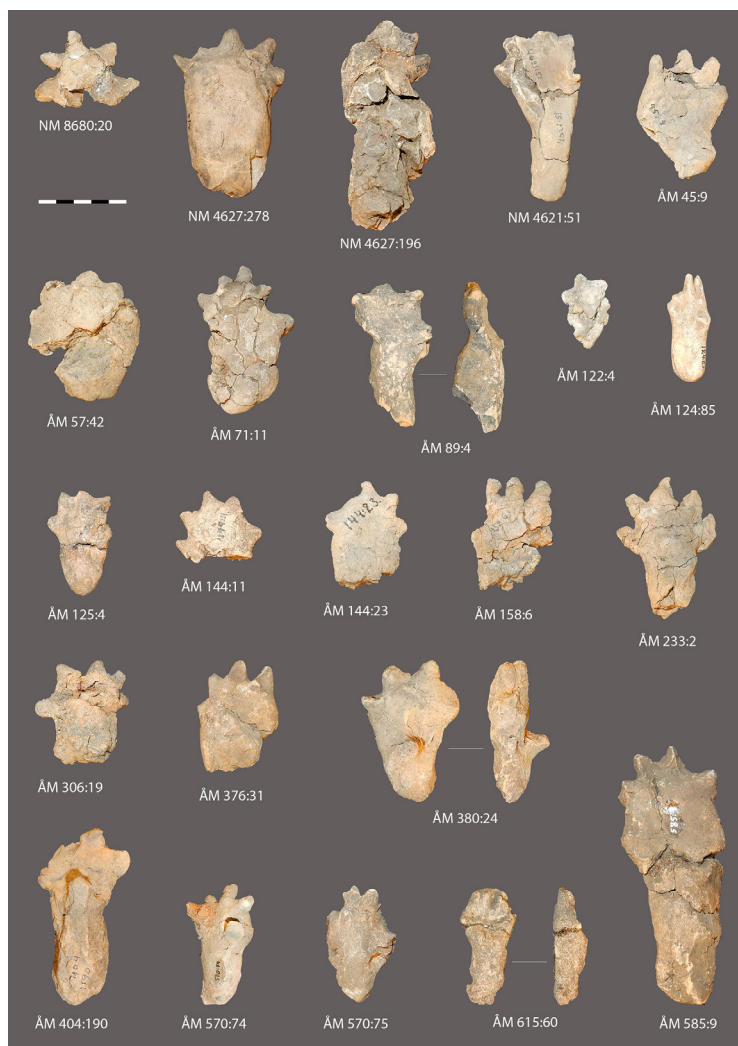 NM 8680:20
NM 4627:278
NM 4627:196
NM 4621:51
ÅM 45:9
ÅM 57:42
ÅM 71:11
ÅM 89:4
ÅM 122:4
ÅM 124:85
ÅM 125:4
ÅM 144:11
144:23.
ÅM 144:23
ÅM 158:6
ÅM 233:2
ÅM 306:19
ÅM 376:31
ÅM 380:24
ÅM 404:190
ÅM 570:74
ÅM 570:75
ÅM 615:60
585
ÅM 585:9